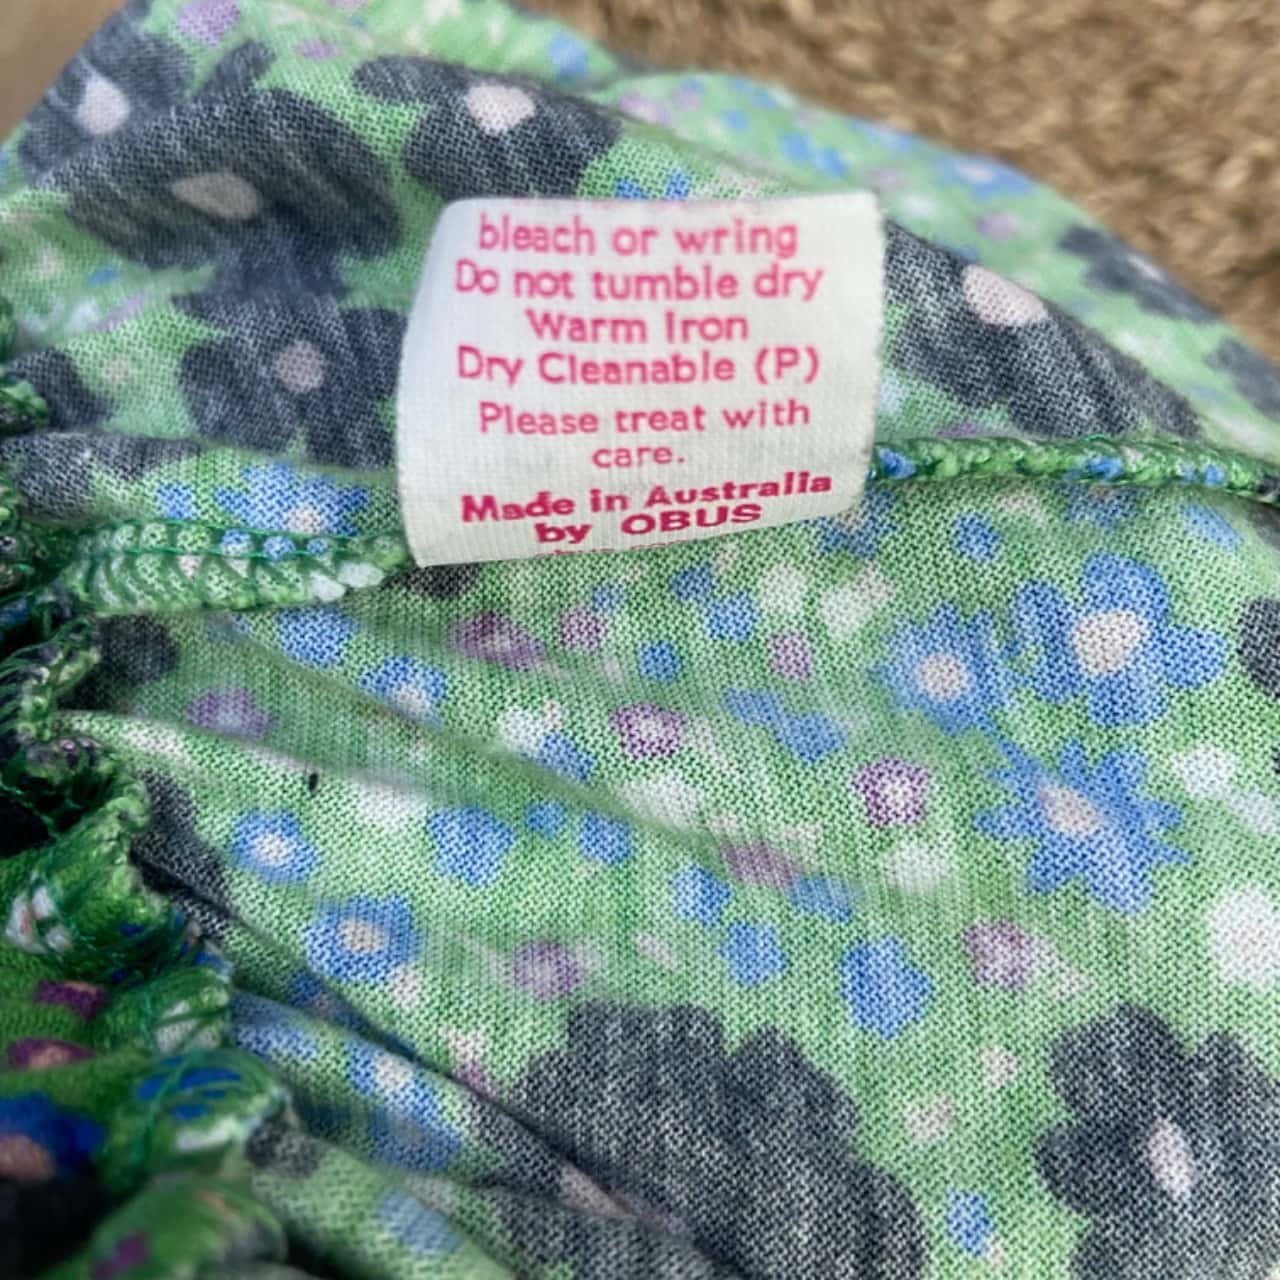 bleach or wring
Do not tumble dry
Warm Iron
Dry Cleanable (P)
Please treat with
care.
Made in Australia
by OBUS